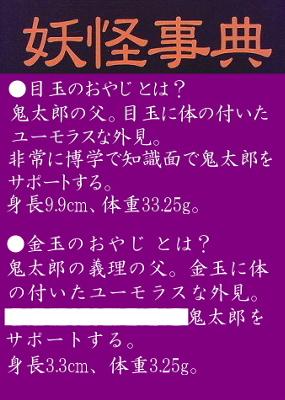 妖怪事典
●目玉のおやじとは?
鬼太郎の父。目玉に体の付いた
ユーモラスな外見。
非常に博学で知識面で鬼太郎を
サポートする。
身長9.9cm、体重33.25g。
●金玉のおやじ とは?
鬼太郎の義理の父。金玉に体
の付いたユーモラスな外見。
鬼太郎を
サポートする。
身長3.3cm、体重3.25g。